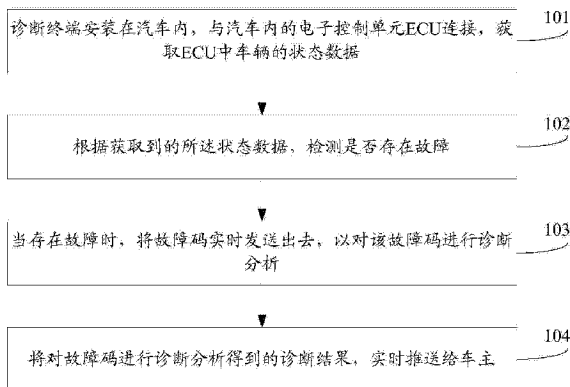 101
诊断终端安装在汽车内，与汽车内的电子控制单元ECU连接，获
取ECU中车辆的状态数据
102
根据获取到的所述状态数据，检测是否存在故障
103
当存在故障时，将故障码实时发送出去，以对该故障码进行诊断
分析
104
将对故障码进行诊断分析得到的诊断结果，实时推送给车主